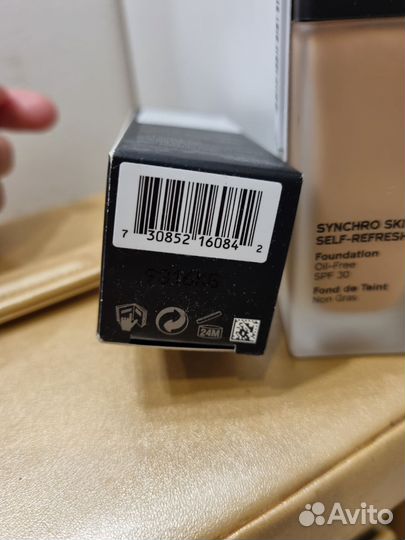 7 30852 16084 2
24M
SYNCHRO SKI
SELF-REFRESH
Foundation
Oil-Free
SPF 30
Fond de Teint
Non Gras
Avito